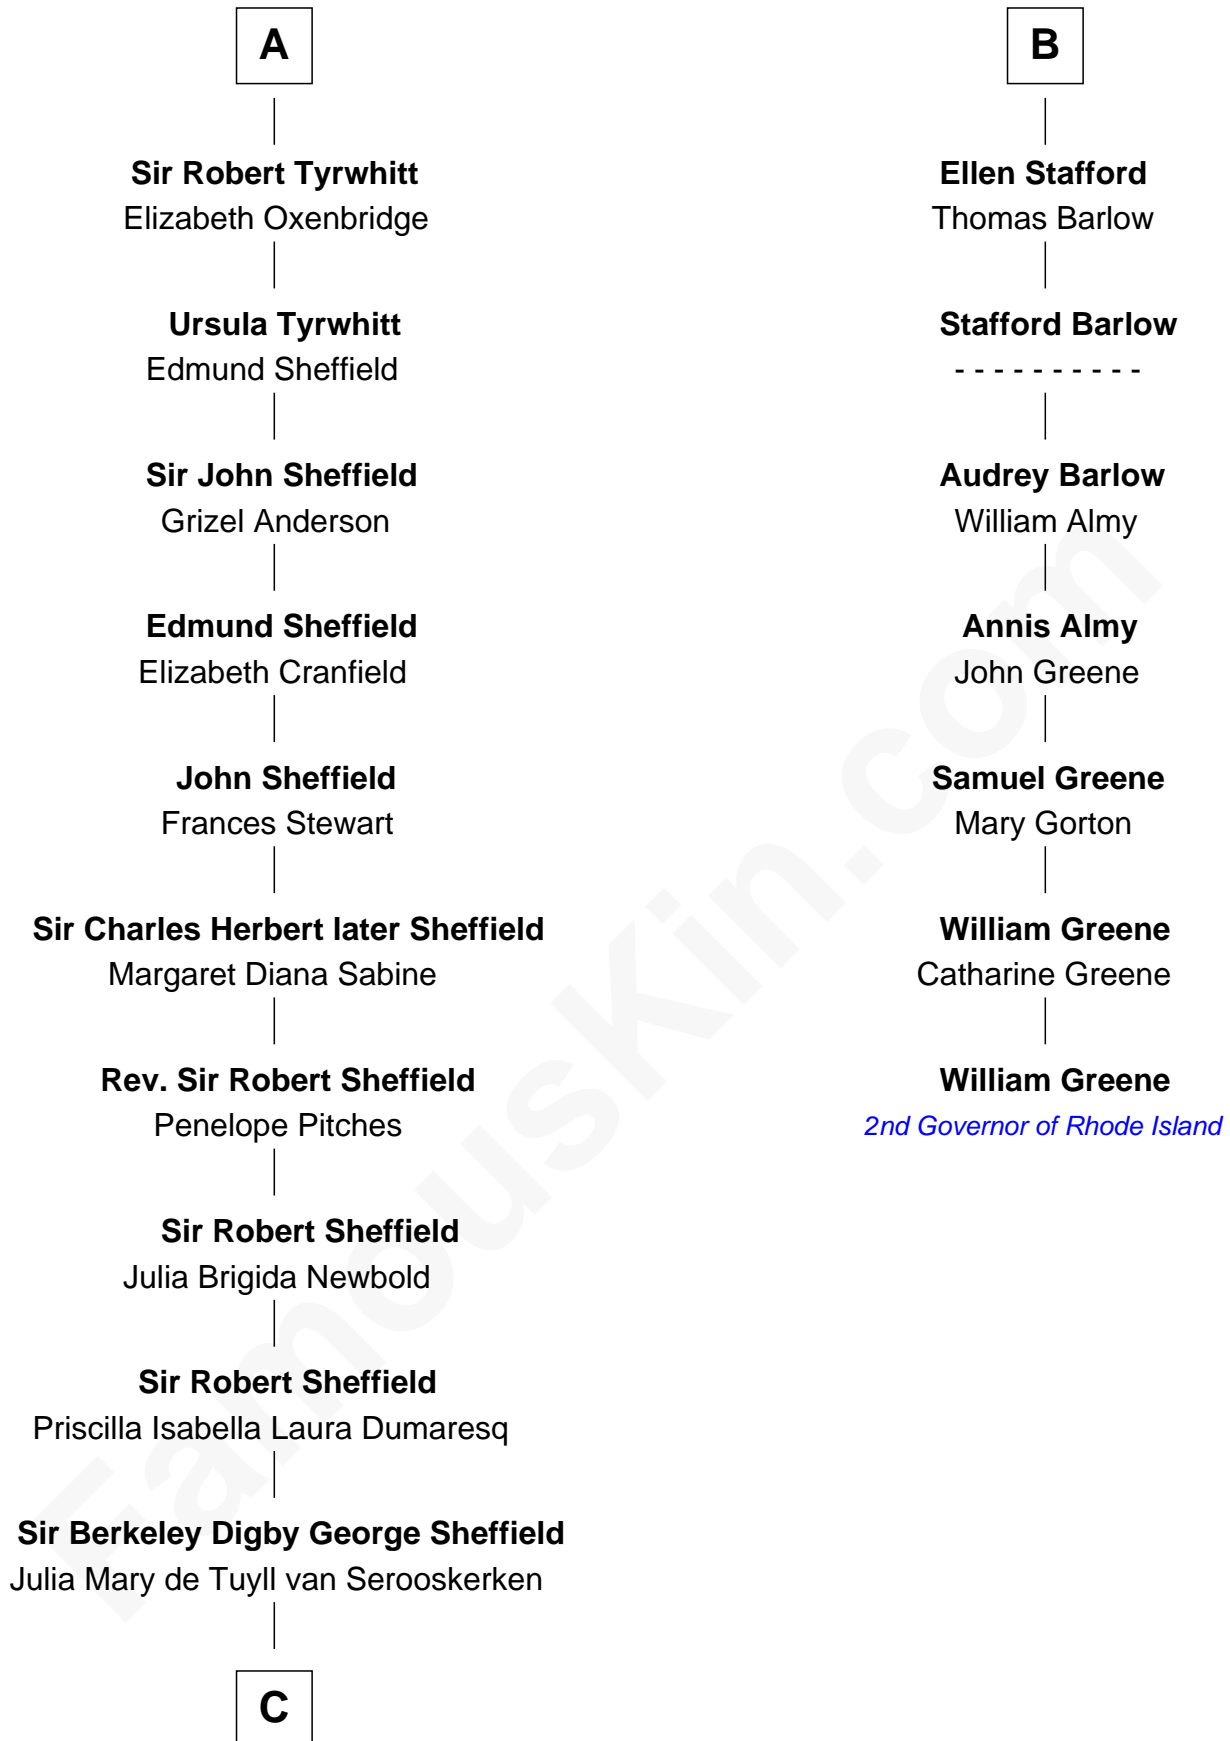 A
Sir Robert Tyrwhitt
Elizabeth Oxenbridge
Ursula Tyrwhitt
Edmund Sheffield
Sir John Sheffield
Grizel Anderson
Edmund Sheffield
Elizabeth Cranfield
John Sheffield
Frances Stewart
Sir Charles Herbert later Sheffield
Margaret Diana Sabine
Rev. Sir Robert Sheffield
Penelope Pitches
Sir Robert Sheffield
Julia Brigida Newbold
Sir Robert Sheffield
Priscilla Isabella Laura Dumaresq
Sir Berkeley Digby George Sheffield
Julia Mary de Tuyll van Serooskerken
C
B
Ellen Stafford
Thomas Barlow
Stafford Barlow
- - - - - - - - - -
Audrey Barlow
William Almy
Annis Almy
John Greene
Samuel Greene
Mary Gorton
William Greene
Catharine Greene
William Greene
2nd Governor of Rhode Island
FamousKin.com